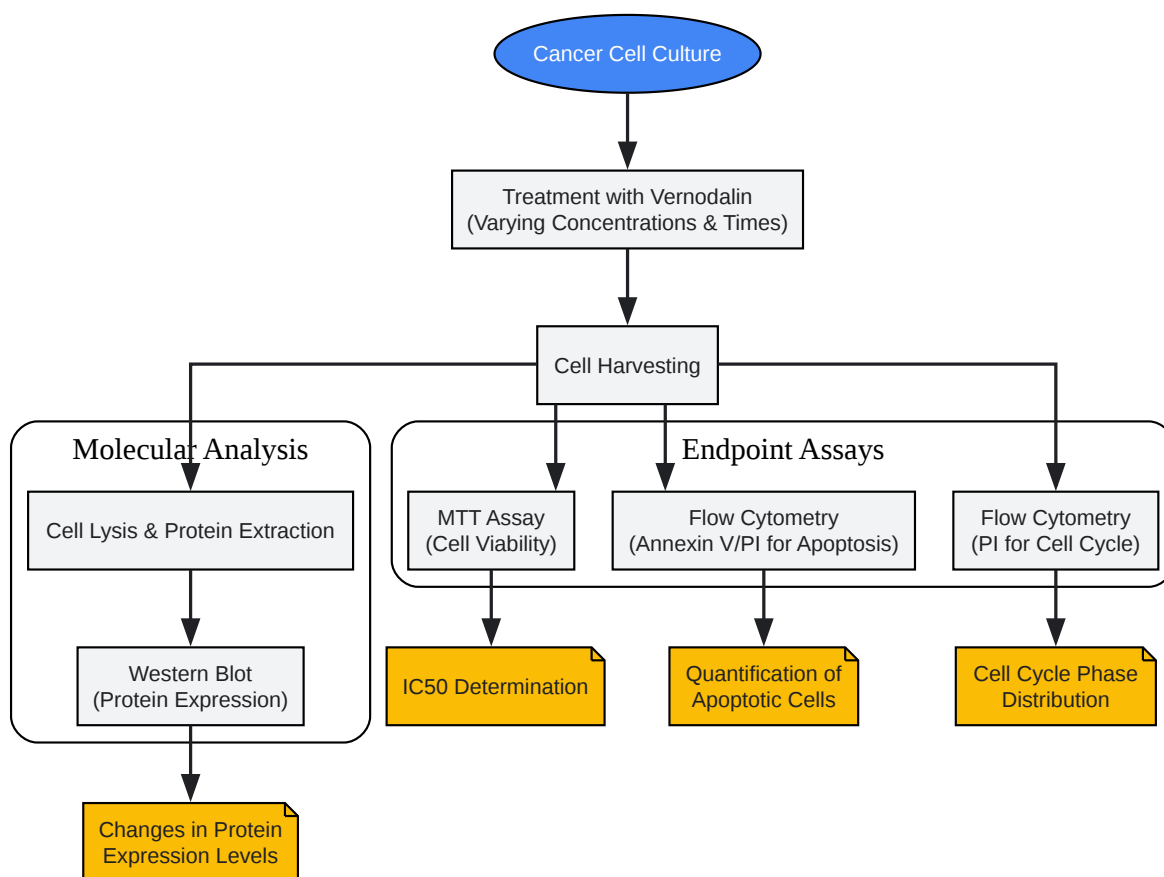 Cancer Cell Culture
Treatment with Vernodalin
(Varying Concentrations & Times)
Cell Harvesting
Molecular Analysis
Endpoint Assays
Cell Lysis & Protein Extraction
MTT Assay
(Cell Viability)
Flow Cytometry
(Annexin V/PI for Apoptosis)
Flow Cytometry
(PI for Cell Cycle)
Western Blot
(Protein Expression)
IC50 Determination
Quantification of
Apoptotic Cells
Cell Cycle Phase
Distribution
Changes in Protein
Expression Levels